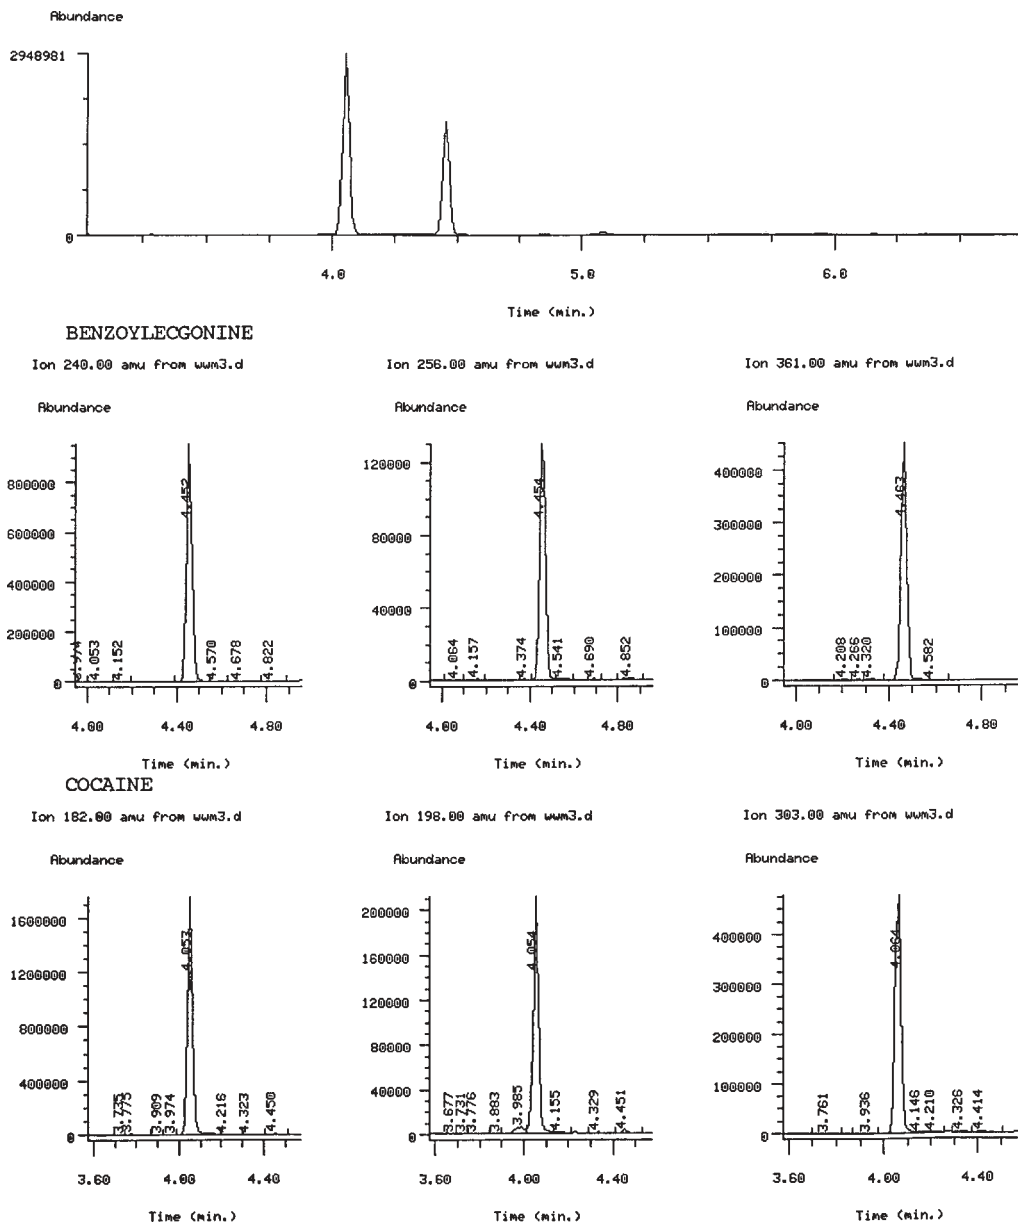 Abundance
2948981
0
4.0 5.0 6.0
Time (min.)
BENZOYLECGONINE
Ion 240.00 amu from wwm3.d Ion 256.00 amu from wwm3.d Ion 361.00 amu from wwm3.d
Abundance Abundance Abundance
800000 600000 400000 200000 0
4.053 4.152 4.452 4.570 4.678 4.822
4.00 4.40 4.80
Time (min.)
120000 80000 40000 0
4.064 4.157 4.374 4.454 4.541 4.690 4.852
4.00 4.40 4.80
Time (min.)
400000 300000 200000 100000 0
4.208 4.266 4.320 4.463 4.582
4.00 4.40 4.80
Time (min.)
COCAINE
Ion 182.00 amu from wwm3.d Ion 198.00 amu from wwm3.d Ion 303.00 amu from wwm3.d
Abundance Abundance Abundance
1600000 1200000 800000 400000 0
3.735 3.775 3.909 3.974 4.053 4.216 4.323 4.450
3.60 4.00 4.40
Time (min.)
200000 160000 120000 80000 40000 0
3.677 3.731 3.776 3.883 3.985 4.054 4.155 4.329 4.451
3.60 4.00 4.40
Time (min.)
400000 300000 200000 100000 0
3.761 3.936 4.064 4.146 4.210 4.326 4.414
3.60 4.00 4.40
Time (min.)